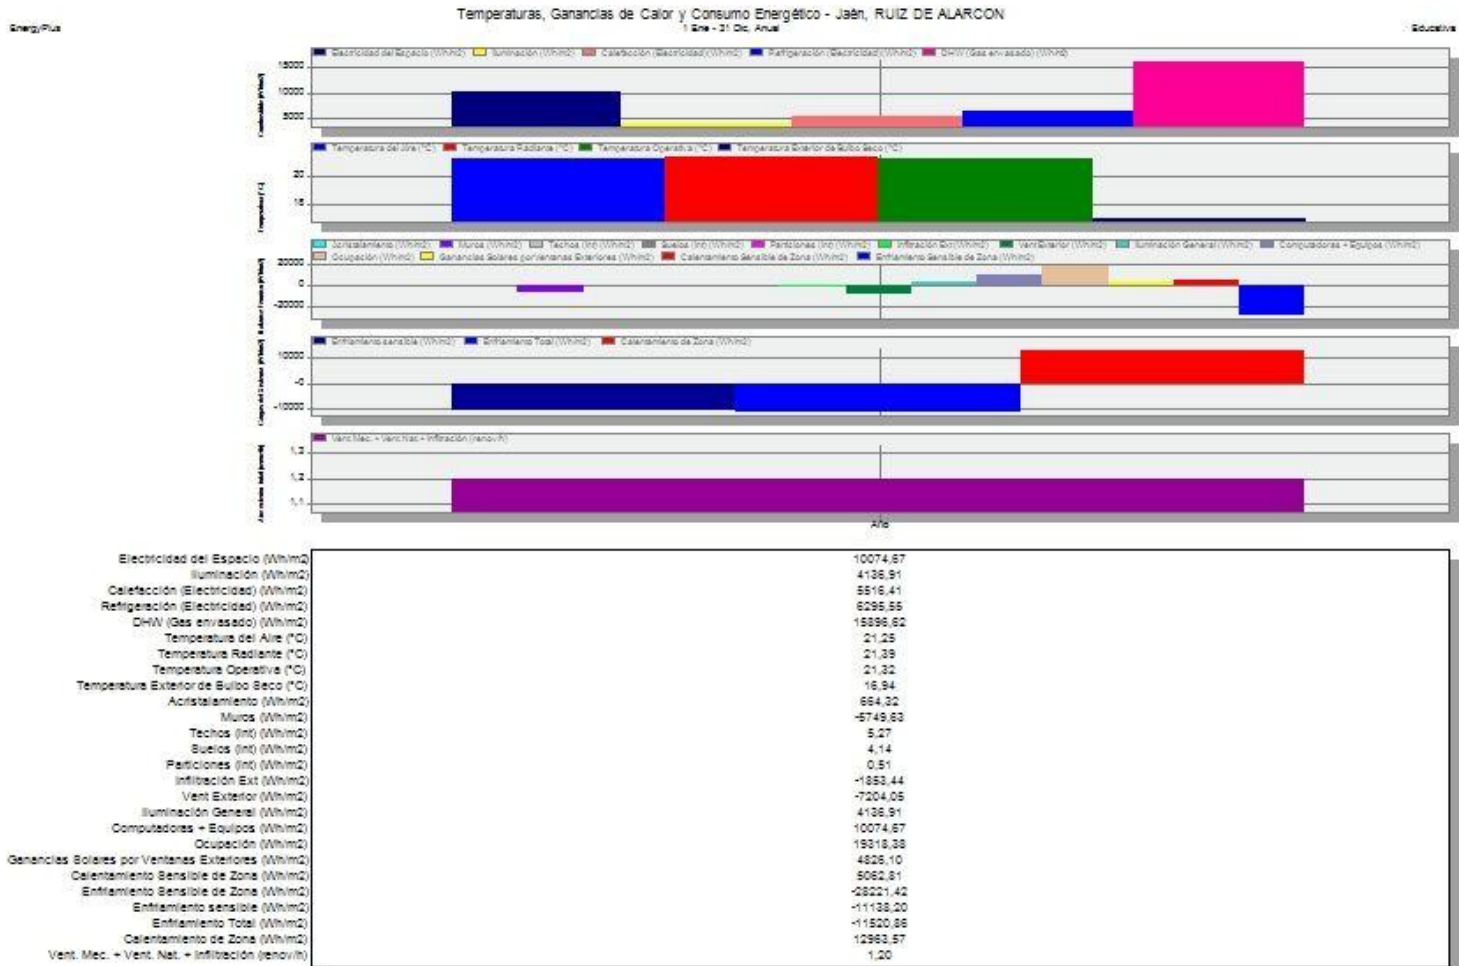 Temperaturas, Ganancias de Calor y Consumo Energético - Jaén, RUIZ DE ALARCON
EnergyPlus
1 Ene - 31 Dic, Anual
Educativa
Electricidad del Espacio (Wh/m2) Iluminación (Wh/m2) Calefacción (Electricidad) (Wh/m2) Refrigeración (Electricidad) (Wh/m2) DHW (Gas envasado) (Wh/m2)
15000
10000
5000
Temperatura del Aire (°C) Temperatura Radiante (°C) Temperatura Operativa (°C) Temperatura Exterior de Bulbo Seco (°C)
Temperatura (°C)
20
18
Acristalamiento (Wh/m2) Muros (Wh/m2) Techos (Int) (Wh/m2) Suelos (Int) (Wh/m2) Particiones (Int) (Wh/m2) Infiltración Ext (Wh/m2) Vent Exterior (Wh/m2) Iluminación General (Wh/m2) Computadoras + Equipos (Wh/m2)
Ocupación (Wh/m2) Ganancias Solares por Ventanas Exteriores (Wh/m2) Calentamiento Sensible de Zona (Wh/m2) Enfriamiento Sensible de Zona (Wh/m2)
20000
0
-20000
Enfriamiento sensible (Wh/m2) Enfriamiento Total (Wh/m2) Calentamiento de Zona (Wh/m2)
10000
-0
-10000
Vent. Mec. + Vent. Nat. + Infiltración (renov/h)
1,3
1,2
1,1
Año
Electricidad del Espacio (Wh/m2) 10074,67
Iluminación (Wh/m2) 4136,91
Calefacción (Electricidad) (Wh/m2) 5516,41
Refrigeración (Electricidad) (Wh/m2) 6295,55
DHW (Gas envasado) (Wh/m2) 15896,62
Temperatura del Aire (°C) 21,25
Temperatura Radiante (°C) 21,39
Temperatura Operativa (°C) 21,32
Temperatura Exterior de Bulbo Seco (°C) 16,94
Acristalamiento (Wh/m2) 664,32
Muros (Wh/m2) -5749,63
Techos (Int) (Wh/m2) 5,27
Suelos (Int) (Wh/m2) 4,14
Particiones (Int) (Wh/m2) 0,51
Infiltración Ext (Wh/m2) -1853,44
Vent Exterior (Wh/m2) -7204,05
Iluminación General (Wh/m2) 4136,91
Computadoras + Equipos (Wh/m2) 10074,67
Ocupación (Wh/m2) 19318,38
Ganancias Solares por Ventanas Exteriores (Wh/m2) 4826,10
Calentamiento Sensible de Zona (Wh/m2) 5062,81
Enfriamiento Sensible de Zona (Wh/m2) -28221,42
Enfriamiento sensible (Wh/m2) -11138,20
Enfriamiento Total (Wh/m2) -11520,86
Calentamiento de Zona (Wh/m2) 12963,57
Vent. Mec. + Vent. Nat. + Infiltración (renov/h) 1,20